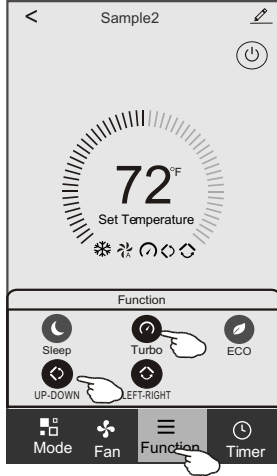 < Sample2
72°F
Set Temperature
A
Function
Sleep Turbo ECO
UP-DOWN LEFT-RIGHT
Mode Fan Function Timer